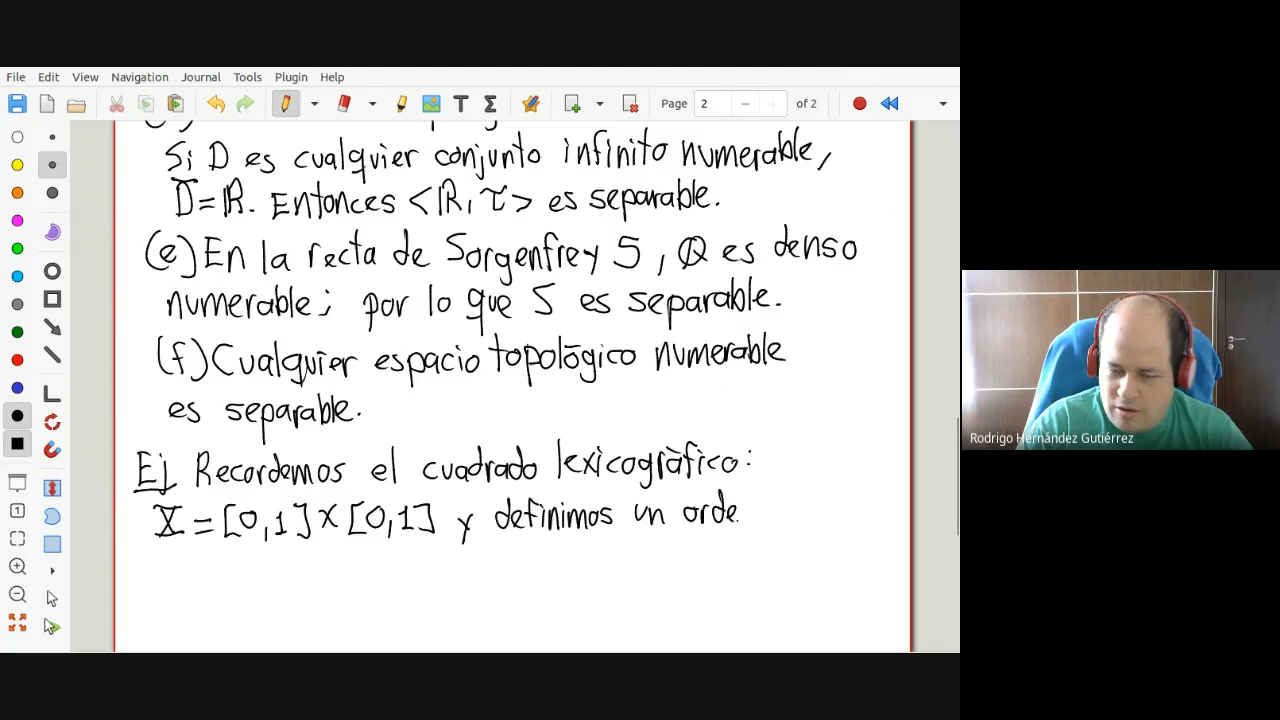 File Edit View Navigation Journal Tools Plugin Help
Page 2 of 2
Si D es cualquier conjunto infinito numerable,
D̅=ℝ. Entonces <ℝ, τ> es separable.
(e) En la recta de Sorgenfrey S, ℚ es denso
numerable; por lo que S es separable.
(f) Cualquier espacio topológico numerable
es separable.
Ej Recordemos el cuadrado lexicográfico:
X = [0,1] × [0,1] y definimos un orde
Rodrigo Hernández Gutiérrez